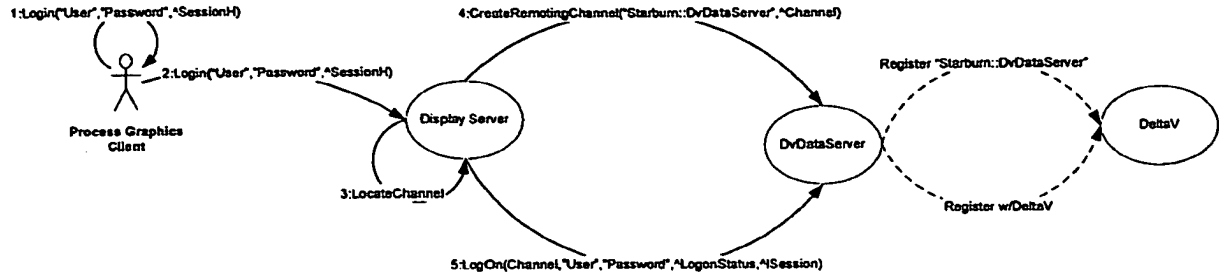 1:Login("User","Password",^SessionH)
4:CreateRemotingChannel("Starburn::DvDataServer",^Channel)
2:Login("User","Password",^SessionH)
Register "Starburn::DvDataServer"
Display Server
DeltaV
Process Graphics
Client
DvDataServer
3:LocateChannel
Register w/DeltaV
5:LogOn(Channel,"User","Password",^LogonStatus,^ISession)